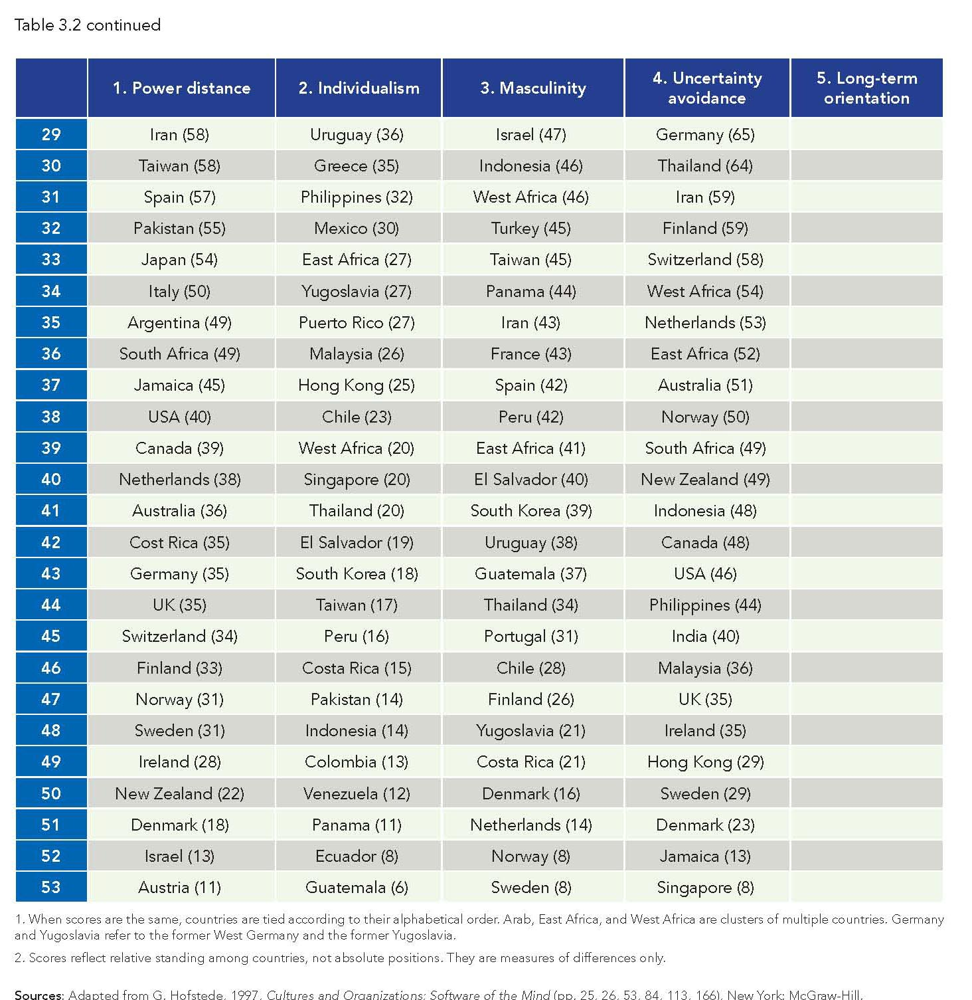 Table 3.2 continued
1. Power distance 2. Individualism 3. Masculinity 4. Uncertainty avoidance 5. Long-term orientation
29 Iran (58) Uruguay (36) Israel (47) Germany (65)
30 Taiwan (58) Greece (35) Indonesia (46) Thailand (64)
31 Spain (57) Philippines (32) West Africa (46) Iran (59)
32 Pakistan (55) Mexico (30) Turkey (45) Finland (59)
33 Japan (54) East Africa (27) Taiwan (45) Switzerland (58)
34 Italy (50) Yugoslavia (27) Panama (44) West Africa (54)
35 Argentina (49) Puerto Rico (27) Iran (43) Netherlands (53)
36 South Africa (49) Malaysia (26) France (43) East Africa (52)
37 Jamaica (45) Hong Kong (25) Spain (42) Australia (51)
38 USA (40) Chile (23) Peru (42) Norway (50)
39 Canada (39) West Africa (20) East Africa (41) South Africa (49)
40 Netherlands (38) Singapore (20) El Salvador (40) New Zealand (49)
41 Australia (36) Thailand (20) South Korea (39) Indonesia (48)
42 Cost Rica (35) El Salvador (19) Uruguay (38) Canada (48)
43 Germany (35) South Korea (18) Guatemala (37) USA (46)
44 UK (35) Taiwan (17) Thailand (34) Philippines (44)
45 Switzerland (34) Peru (16) Portugal (31) India (40)
46 Finland (33) Costa Rica (15) Chile (28) Malaysia (36)
47 Norway (31) Pakistan (14) Finland (26) UK (35)
48 Sweden (31) Indonesia (14) Yugoslavia (21) Ireland (35)
49 Ireland (28) Colombia (13) Costa Rica (21) Hong Kong (29)
50 New Zealand (22) Venezuela (12) Denmark (16) Sweden (29)
51 Denmark (18) Panama (11) Netherlands (14) Denmark (23)
52 Israel (13) Ecuador (8) Norway (8) Jamaica (13)
53 Austria (11) Guatemala (6) Sweden (8) Singapore (8)
1. When scores are the same, countries are tied according to their alphabetical order. Arab, East Africa, and West Africa are clusters of multiple countries. Germany
and Yugoslavia refer to the former West Germany and the former Yugoslavia.
2. Scores reflect relative standing among countries, not absolute positions. They are measures of differences only.
Sources: Adapted from G. Hofstede, 1997, Cultures and Organizations: Software of the Mind (pp. 25, 26, 53, 84, 113, 166), New York: McGraw-Hill.